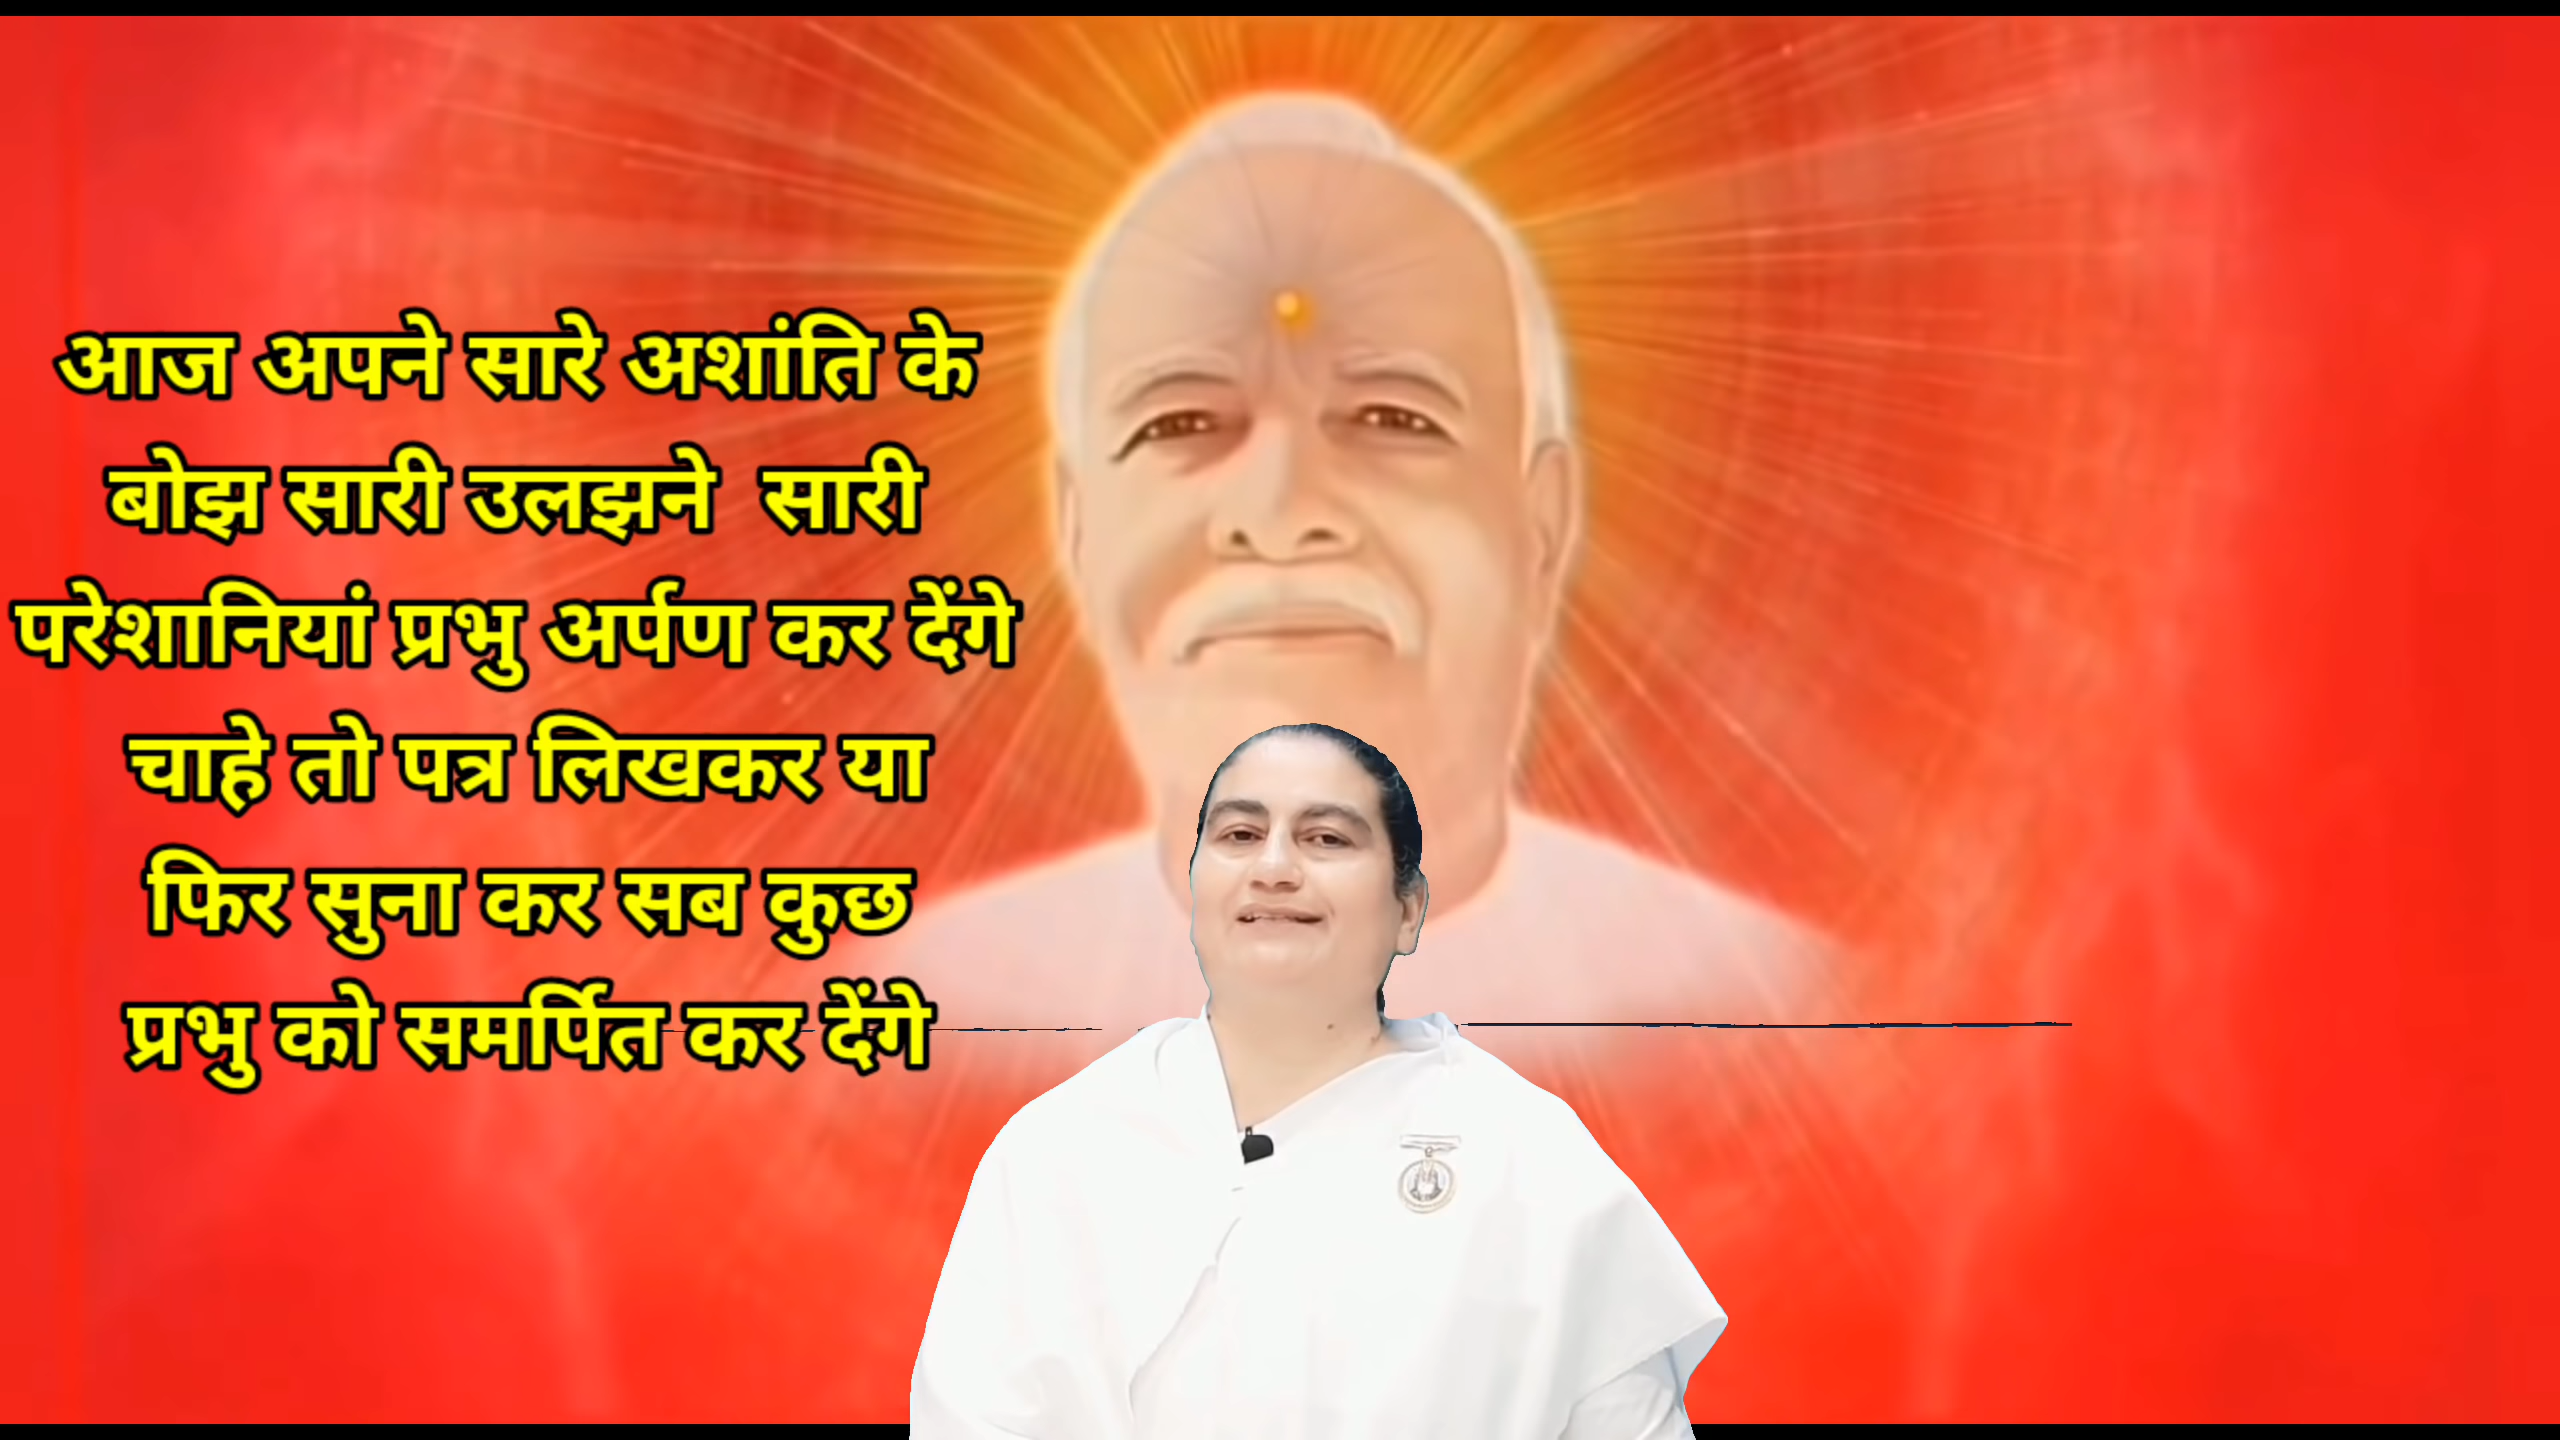 आज अपने सारे अशांति के
बोझ सारी उलझने  सारी
परेशानियां प्रभु अर्पण कर देंगे
चाहे तो पत्र लिखकर या
फिर सुना कर सब कुछ
प्रभु को समर्पित कर देंगे